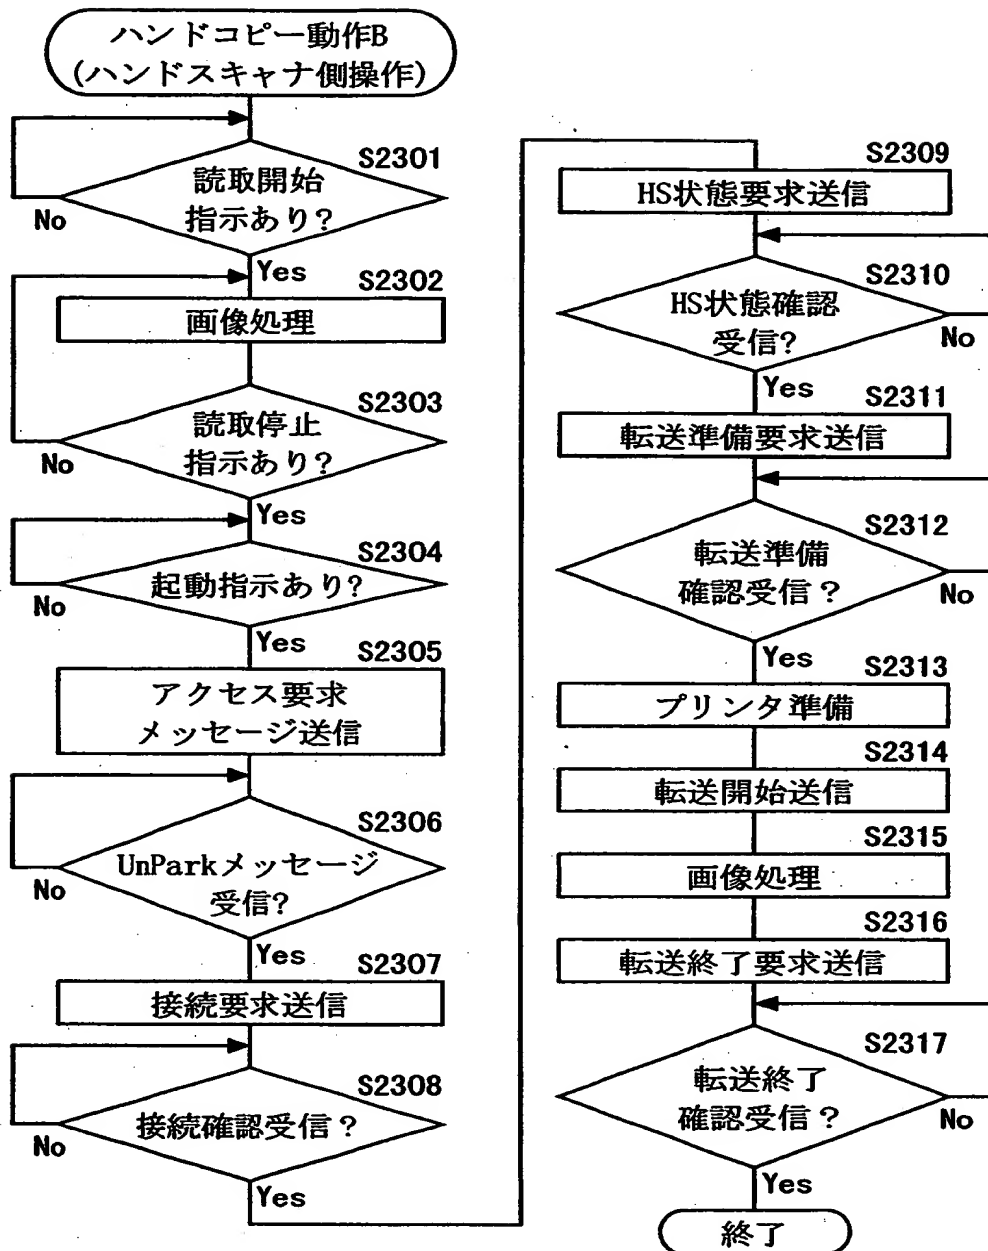 ハンドコピー動作B
(ハンドスキャナ側操作)
S2301
読取開始
指示あり?
No
Yes
S2302
画像処理
S2303
読取停止
指示あり?
No
Yes
S2304
起動指示あり?
No
Yes
S2305
アクセス要求
メッセージ送信
S2306
UnParkメッセージ
受信?
No
Yes
S2307
接続要求送信
S2308
接続確認受信?
No
Yes
S2309
HS状態要求送信
S2310
HS状態確認
受信?
No
Yes
S2311
転送準備要求送信
S2312
転送準備
確認受信?
No
Yes
S2313
プリンタ準備
S2314
転送開始送信
S2315
画像処理
S2316
転送終了要求送信
S2317
転送終了
確認受信?
No
Yes
終了